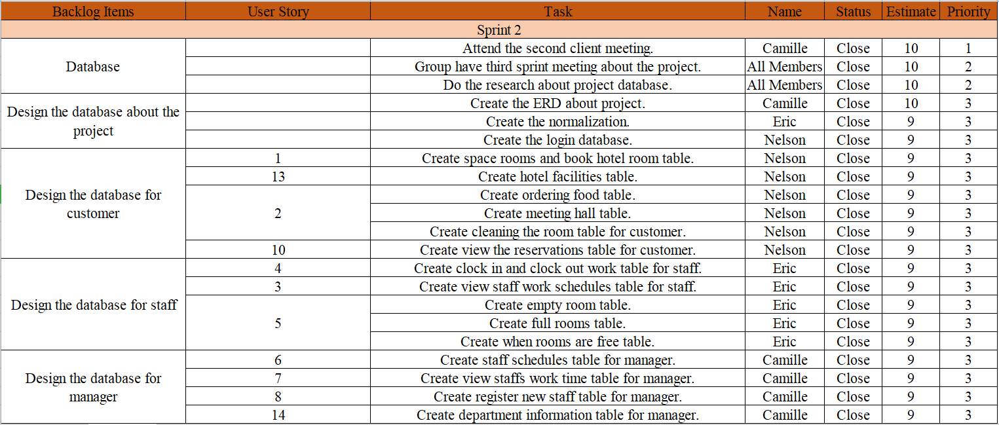 Backlog Items User Story Task Name Status Estimate Priority
Sprint 2
Database
Attend the second client meeting. Camille Close 10 1
Group have third sprint meeting about the project. All Members Close 10 2
Do the research about project database. All Members Close 10 2
Design the database about the
project
Create the ERD about project. Camille Close 10 3
Create the normalization. Eric Close 9 3
Create the login database. Nelson Close 9 3
Design the database for
customer
1 Create space rooms and book hotel room table. Nelson Close 9 3
13 Create hotel facilities table. Nelson Close 9 3
2 Create ordering food table. Nelson Close 9 3
Create meeting hall table. Nelson Close 9 3
Create cleaning the room table for customer. Nelson Close 9 3
10 Create view the reservations table for customer. Nelson Close 9 3
Design the database for staff
4 Create clock in and clock out work table for staff. Eric Close 9 3
3 Create view staff work schedules table for staff. Eric Close 9 3
5 Create empty room table. Eric Close 9 3
Create full rooms table. Eric Close 9 3
Create when rooms are free table. Eric Close 9 3
Design the database for
manager
6 Create staff schedules table for manager. Camille Close 9 3
7 Create view staffs work time table for manager. Camille Close 9 3
8 Create register new staff table for manager. Camille Close 9 3
14 Create department information table for manager. Camille Close 9 3